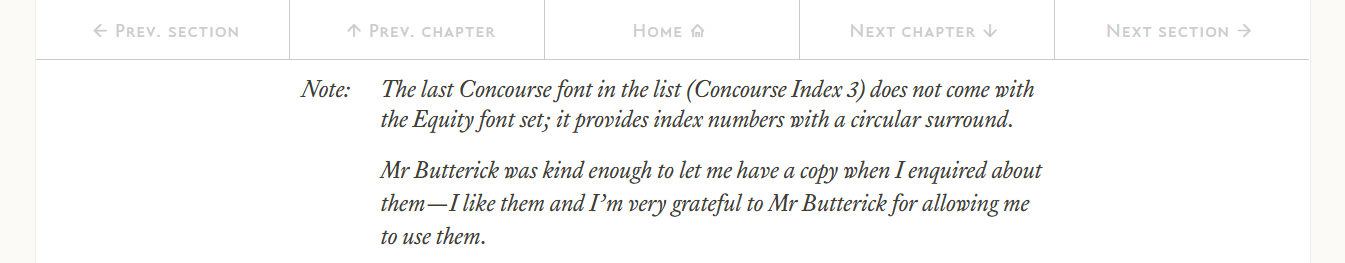 ← Prev. section ↑ Prev. chapter Home Next chapter ↓ Next section →
Note: The last Concourse font in the list (Concourse Index 3) does not come with
the Equity font set; it provides index numbers with a circular surround.
Mr Butterick was kind enough to let me have a copy when I enquired about
them—I like them and I’m very grateful to Mr Butterick for allowing me
to use them.